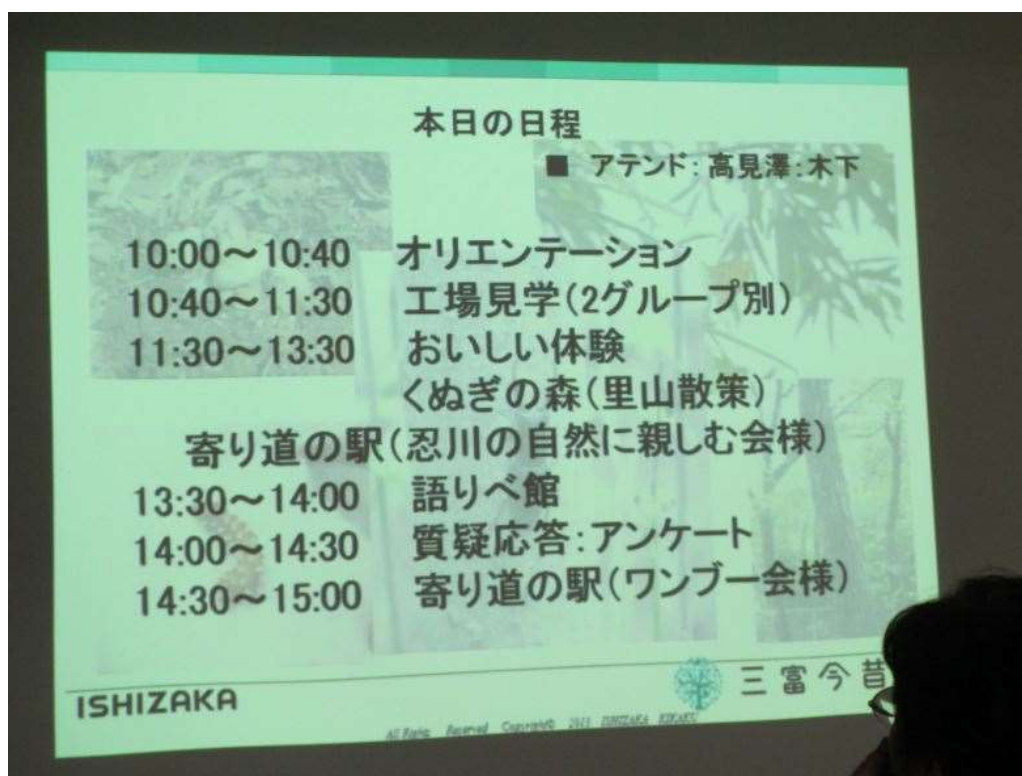 本日の日程
■ アテンド:高見澤:木下
10:00~10:40 オリエンテーション
10:40~11:30 工場見学(2グループ別)
11:30~13:30 おいしい体験
くぬぎの森(里山散策)
寄り道の駅(忍川の自然に親しむ会様)
13:30~14:00 語りべ館
14:00~14:30 質疑応答:アンケート
14:30~15:00 寄り道の駅(ワンブー会様)
ISHIZAKA
三富今昔
All Rights Reserved Copyright© ISHIZAKA